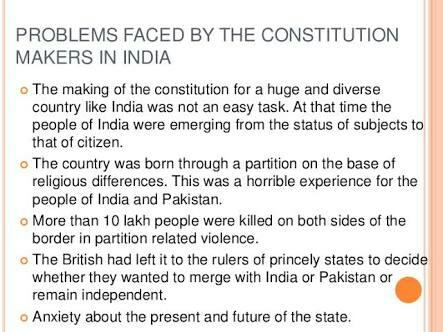 PROBLEMS FACED BY THE CONSTITUTION
MAKERS IN INDIA
The making of the constitution for a huge and diverse
country like India was not an easy task. At that time the
people of India were emerging from the status of subjects to
that of citizen.
The country was born through a partition on the base of
religious differences. This was a horrible experience for the
people of India and Pakistan.
More than 10 lakh people were killed on both sides of the
border in partition related violence.
The British had left it to the rulers of princely states to decide
whether they wanted to merge with India or Pakistan or
remain independent.
Anxiety about the present and future of the state.